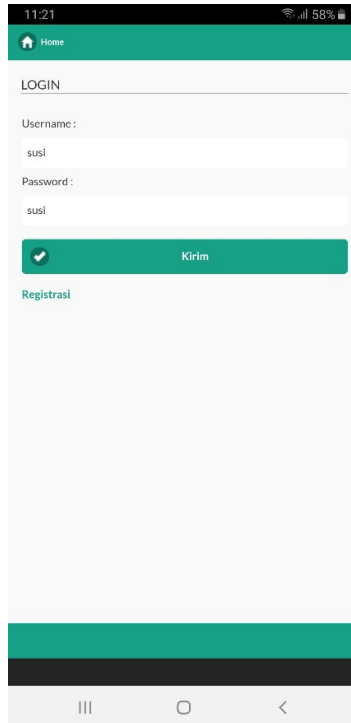 11:21 58%
Home
LOGIN
Username :
susi
Password :
susi
Kirim
Registrasi